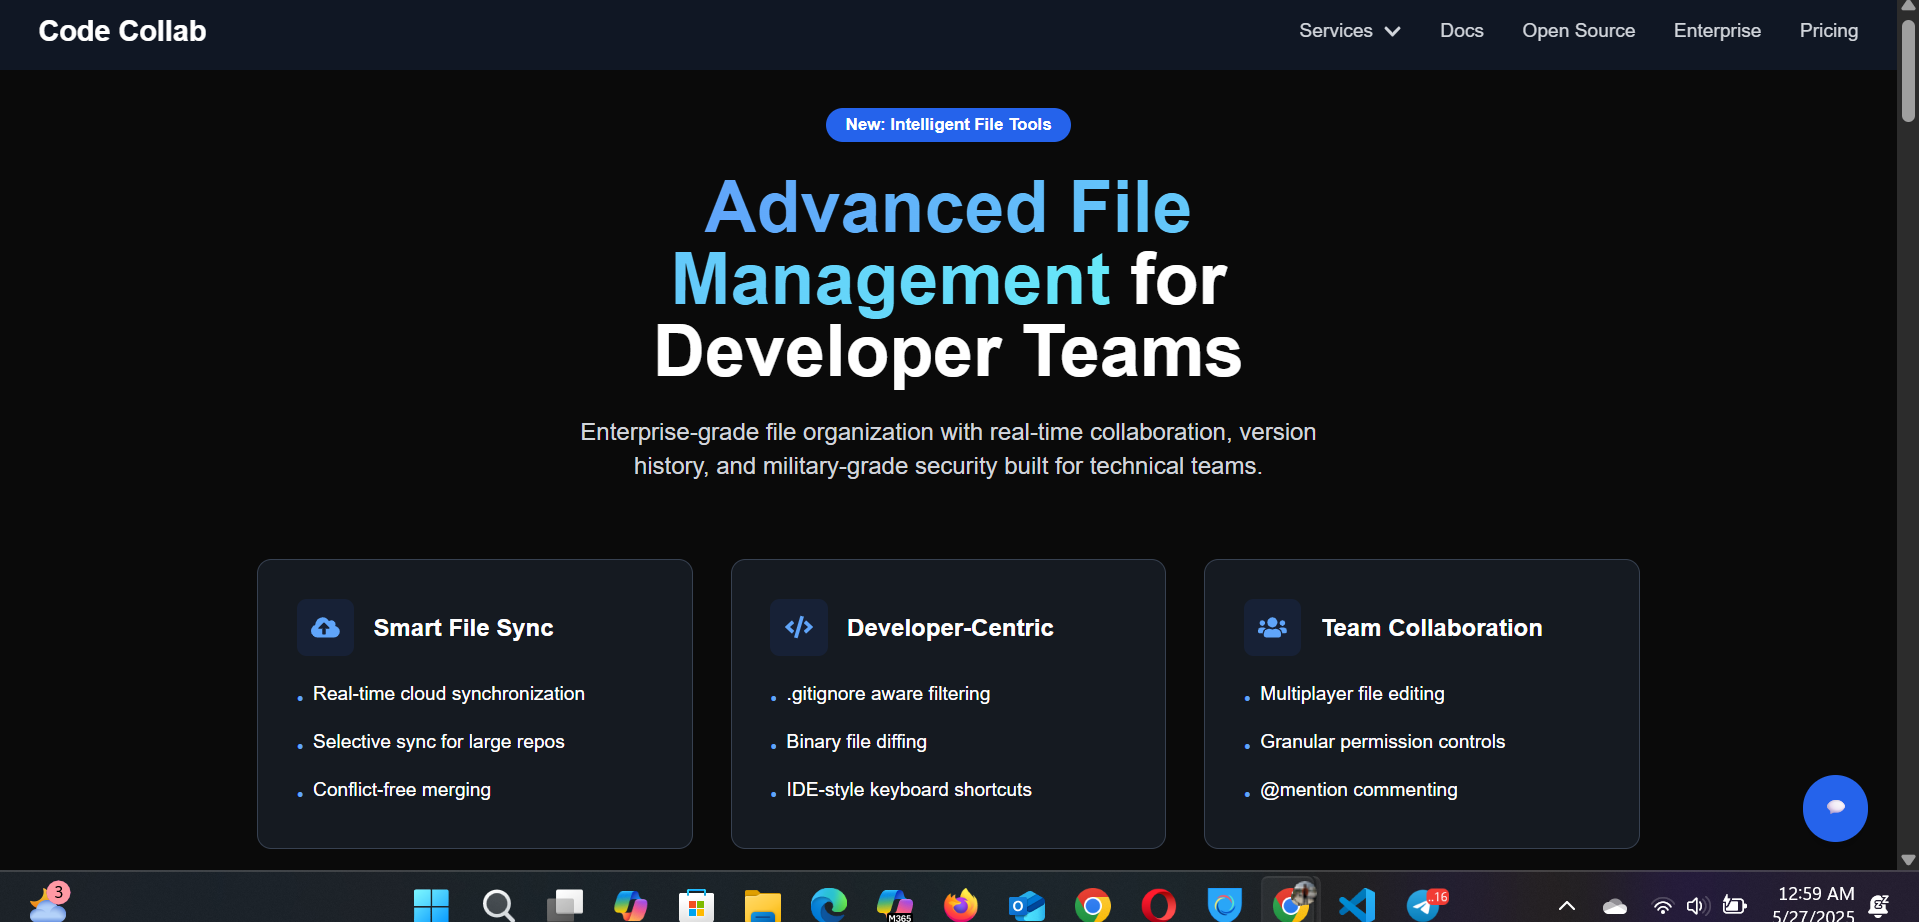 Code Collab
Services
Docs
Open Source
Enterprise
Pricing
New: Intelligent File Tools
Advanced File
Management for
Developer Teams
Enterprise-grade file organization with real-time collaboration, version
history, and military-grade security built for technical teams.
Smart File Sync
Real-time cloud synchronization
Selective sync for large repos
Conflict-free merging
Developer-Centric
.gitignore aware filtering
Binary file diffing
IDE-style keyboard shortcuts
Team Collaboration
Multiplayer file editing
Granular permission controls
@mention commenting
3
M365
..16
12:59 AM
5/27/2025